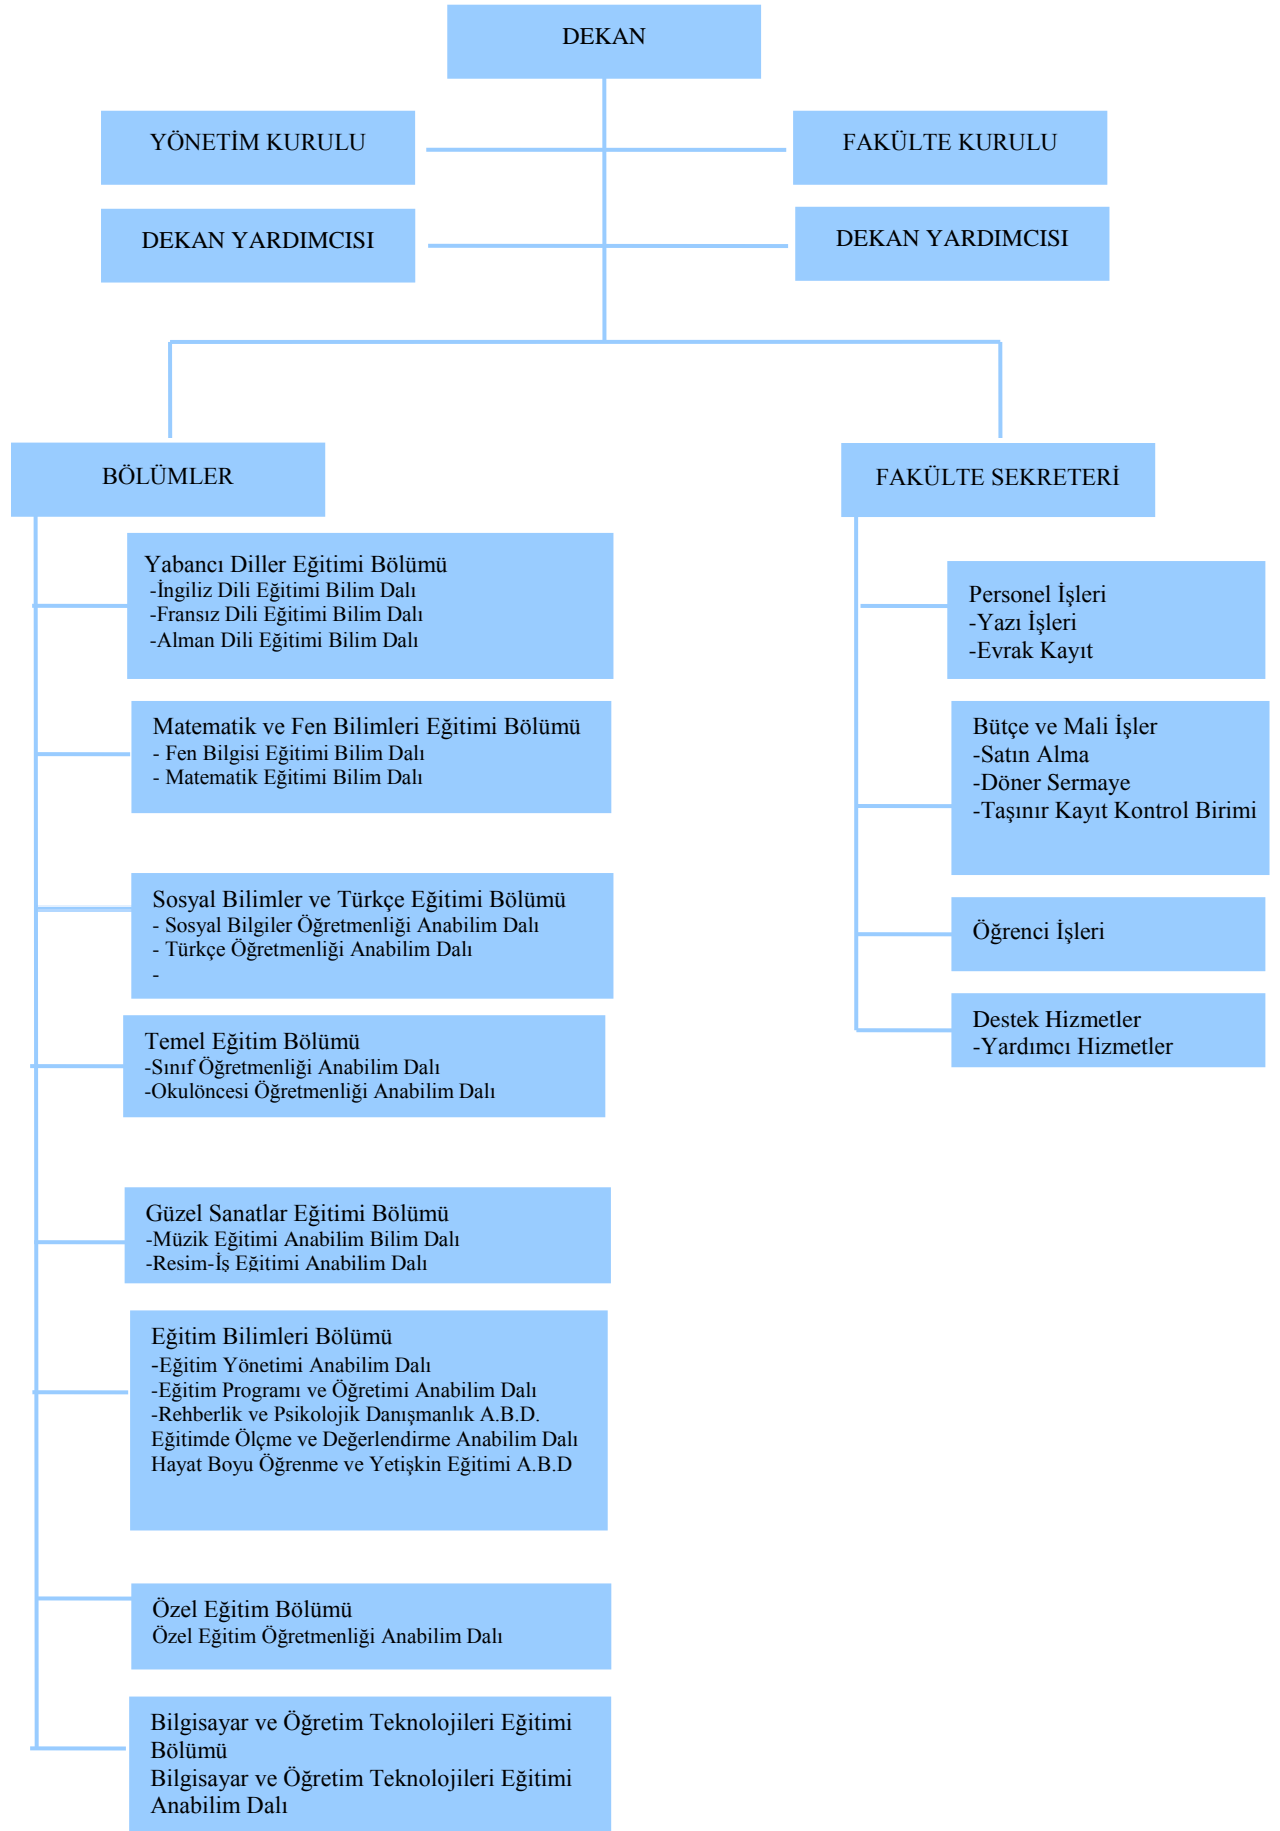 DEKAN
YÖNETİM KURULU
FAKÜLTE KURULU
DEKAN YARDIMCISI
DEKAN YARDIMCISI
BÖLÜMLER
Yabancı Diller Eğitimi Bölümü
-İngiliz Dili Eğitimi Bilim Dalı
-Fransız Dili Eğitimi Bilim Dalı
-Alman Dili Eğitimi Bilim Dalı
Matematik ve Fen Bilimleri Eğitimi Bölümü
- Fen Bilgisi Eğitimi Bilim Dalı
- Matematik Eğitimi Bilim Dalı
Sosyal Bilimler ve Türkçe Eğitimi Bölümü
- Sosyal Bilgiler Öğretmenliği Anabilim Dalı
- Türkçe Öğretmenliği Anabilim Dalı
-
Temel Eğitim Bölümü
-Sınıf Öğretmenliği Anabilim Dalı
-Okulöncesi Öğretmenliği Anabilim Dalı
Güzel Sanatlar Eğitimi Bölümü
-Müzik Eğitimi Anabilim Bilim Dalı
-Resim-İş Eğitimi Anabilim Dalı
Eğitim Bilimleri Bölümü
-Eğitim Yönetimi Anabilim Dalı
-Eğitim Programı ve Öğretimi Anabilim Dalı
-Rehberlik ve Psikolojik Danışmanlık A.B.D.
Eğitimde Ölçme ve Değerlendirme Anabilim Dalı
Hayat Boyu Öğrenme ve Yetişkin Eğitimi A.B.D
Özel Eğitim Bölümü
Özel Eğitim Öğretmenliği Anabilim Dalı
Bilgisayar ve Öğretim Teknolojileri Eğitimi
Bölümü
Bilgisayar ve Öğretim Teknolojileri Eğitimi
Anabilim Dalı
FAKÜLTE SEKRETERİ
Personel İşleri
-Yazı İşleri
-Evrak Kayıt
Bütçe ve Mali İşler
-Satın Alma
-Döner Sermaye
-Taşınır Kayıt Kontrol Birimi
Öğrenci İşleri
Destek Hizmetler
-Yardımcı Hizmetler